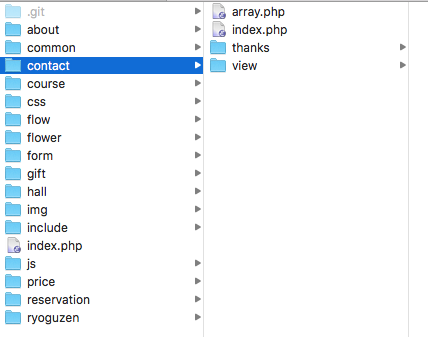 .git
about
common
contact
course
css
flow
flower
form
gift
hall
img
include
index.php
js
price
reservation
ryoguzen
array.php
index.php
thanks
view